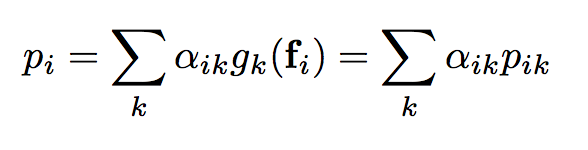 p_i = \sum_k \alpha_{ik} g_k(\mathbf{f}_i) = \sum_k \alpha_{ik} p_{ik}